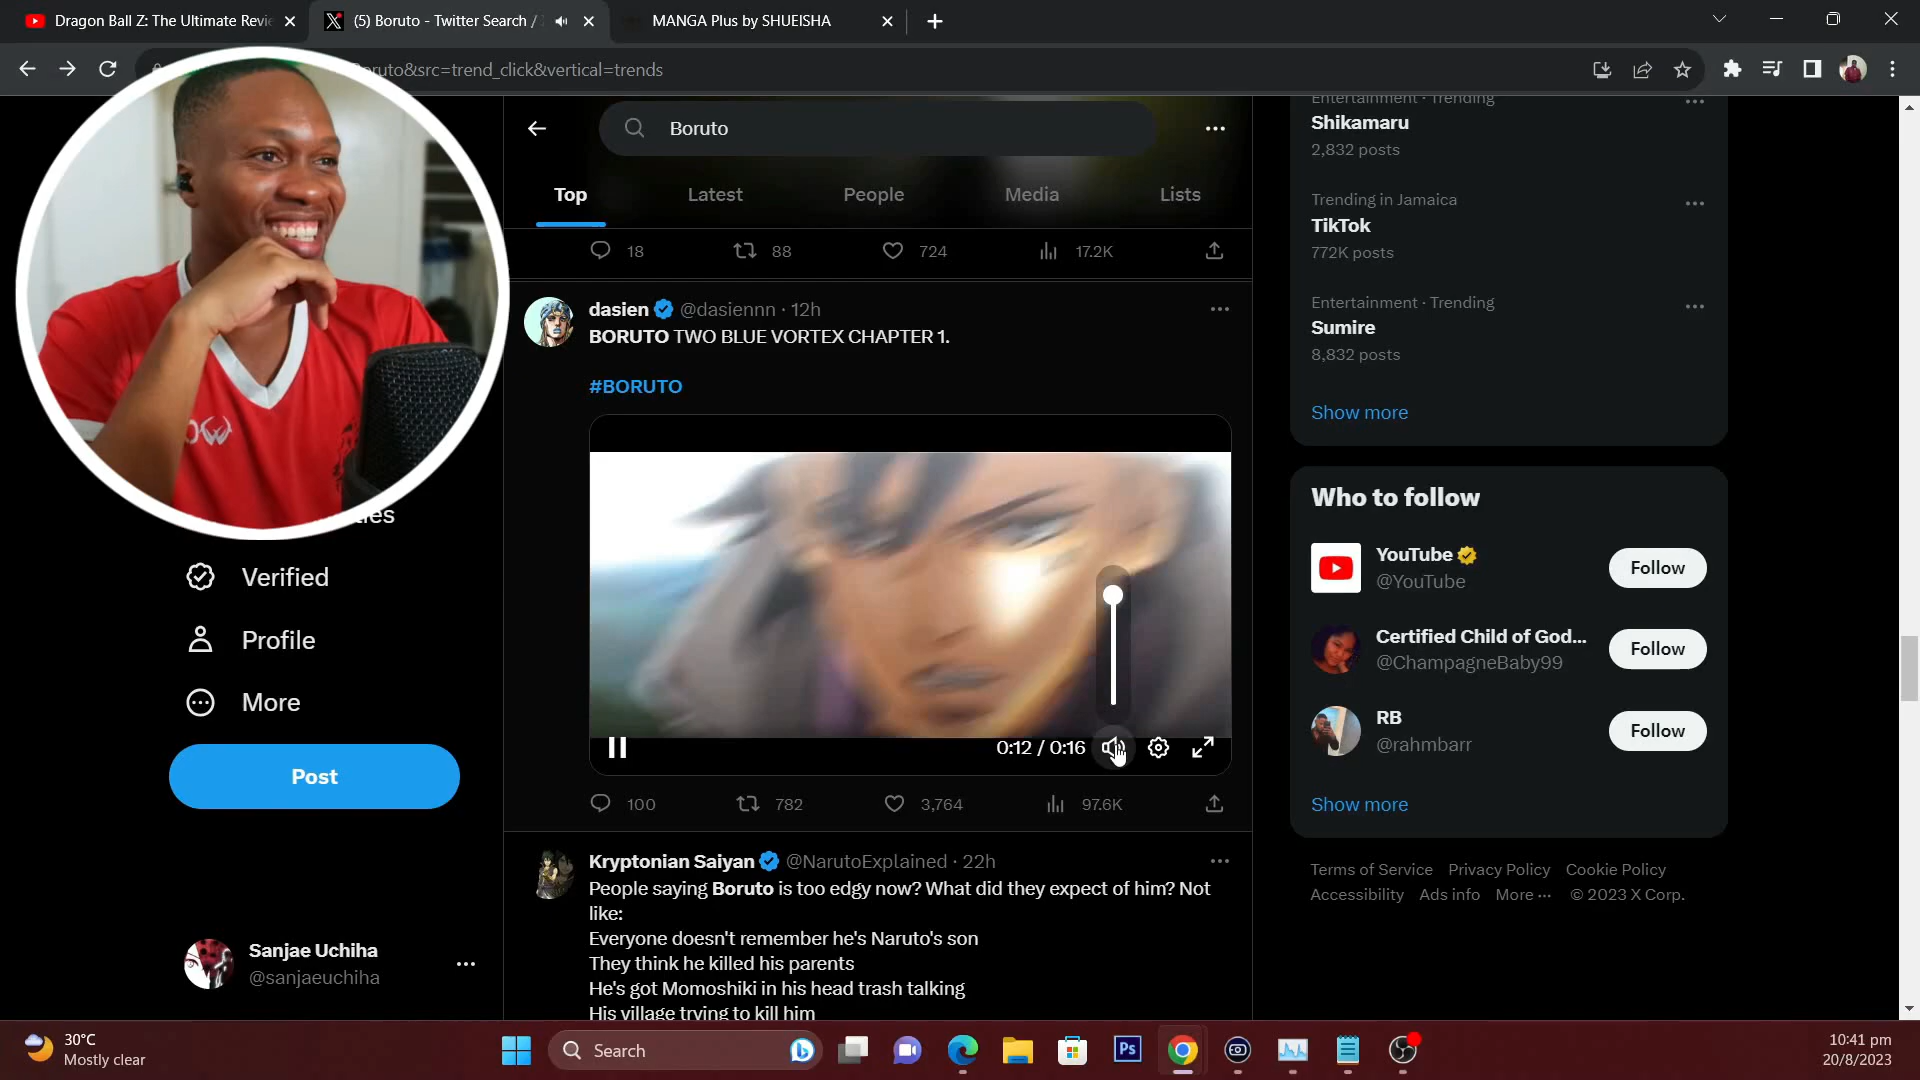 Dragon Ball Z: The Ultimate Revie
(5) Boruto - Twitter Search /
MANGA Plus by SHUEISHA
oruto&src=trend_click&vertical=trends
Boruto
Top
Latest
People
Media
Lists
18
88
724
17.2K
dasien @dasiennn · 12h
BORUTO TWO BLUE VORTEX CHAPTER 1.
#BORUTO
0:12 / 0:16
100
782
3,764
97.6K
Kryptonian Saiyan @NarutoExplained · 22h
People saying Boruto is too edgy now? What did they expect of him? Not
like:
Everyone doesn't remember he's Naruto's son
They think he killed his parents
He's got Momoshiki in his head trash talking
His village trying to kill him
Verified
Profile
More
Post
Sanjae Uchiha
@sanjaeuchiha
Entertainment · Trending
Shikamaru
2,832 posts
Trending in Jamaica
TikTok
772K posts
Entertainment · Trending
Sumire
8,832 posts
Show more
Who to follow
YouTube
@YouTube
Follow
Certified Child of God...
@ChampagneBaby99
Follow
RB
@rahmbarr
Follow
Show more
Terms of Service Privacy Policy Cookie Policy
Accessibility Ads info More ··· © 2023 X Corp.
30°C
Mostly clear
Search
Ps
10:41 pm
20/8/2023